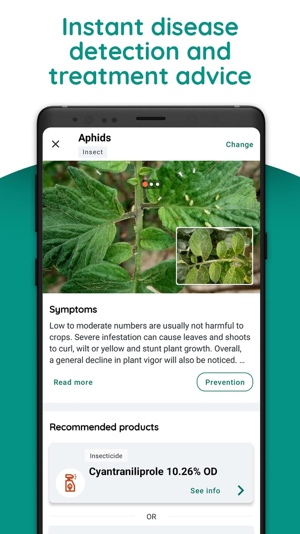 Instant disease
detection and
treatment advice
Aphids
Insect
Change
Symptoms
Low to moderate numbers are usually not harmful to
crops. Severe infestation can cause leaves and shoots
to curl, wilt or yellow and stunt plant growth. Overall,
a general decline in plant vigor will also be noticed. ...
Read more
Prevention
Recommended products
Insecticide
Cyantraniliprole 10.26% OD
See info
OR